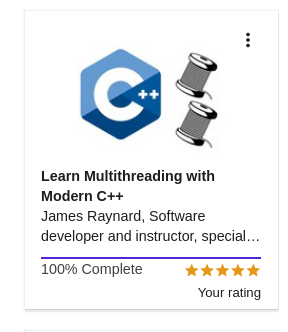 C++
Learn Multithreading with
Modern C++
James Raynard, Software
developer and instructor, special…
100% Complete
Your rating